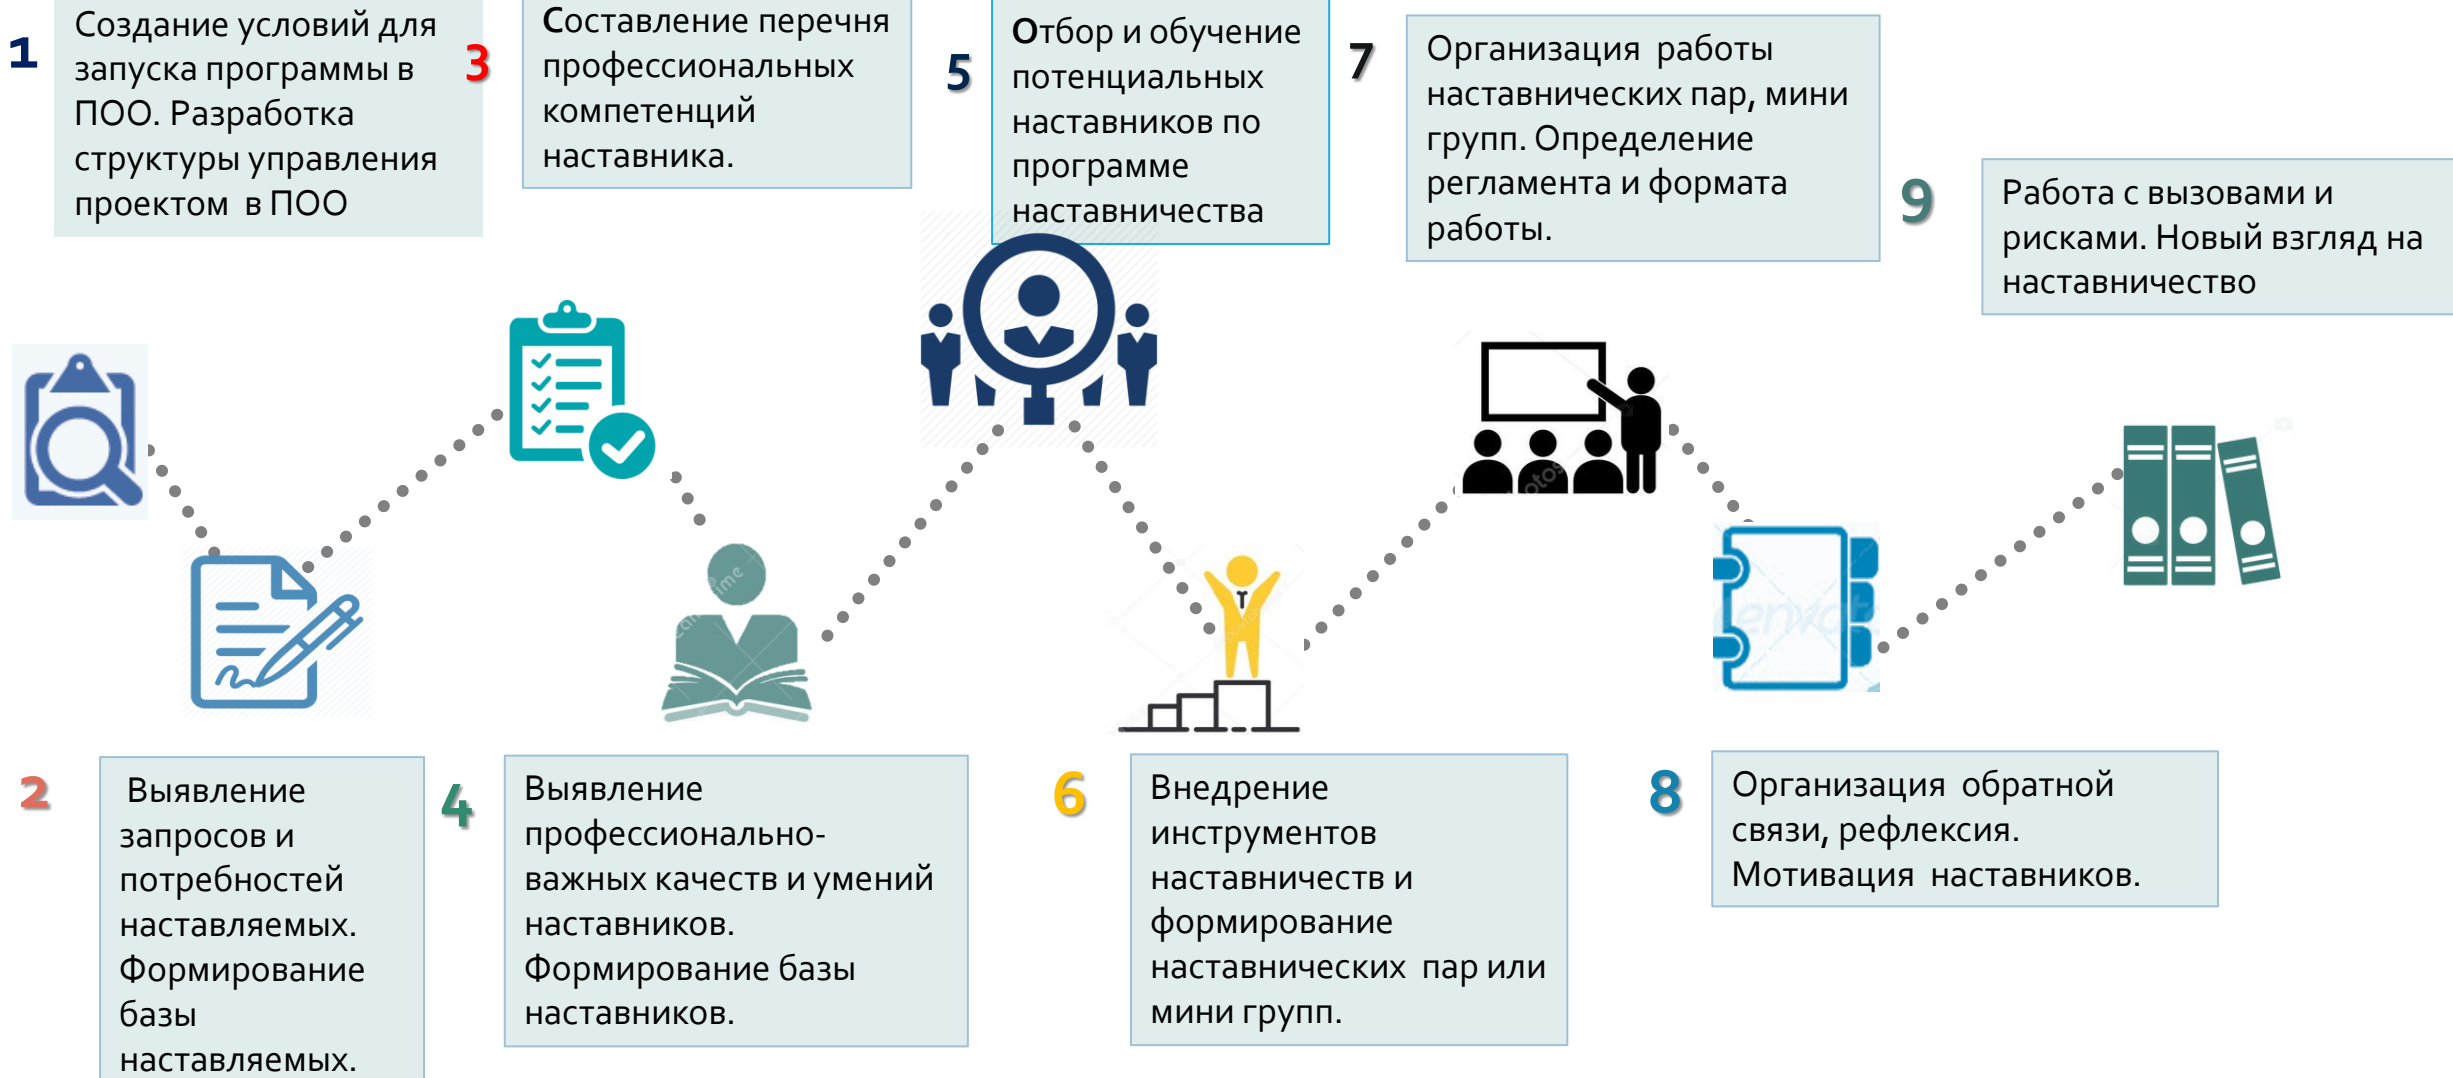 1
Создание условий для
запуска программы в
ПОО. Разработка
структуры управления
проектом в ПОО
3
Составление перечня
профессиональных
компетенций
наставника.
5
Отбор и обучение
потенциальных
наставников по
программе
наставничества
7
Организация работы
наставнических пар, мини
групп. Определение
регламента и формата
работы.
9
Работа с вызовами и
рисками. Новый взгляд на
наставничество
2
Выявление
запросов и
потребностей
наставляемых.
Формирование
базы
наставляемых.
4
Выявление
профессионально-
важных качеств и умений
наставников.
Формирование базы
наставников.
6
Внедрение
инструментов
наставничеств и
формирование
наставнических пар или
мини групп.
8
Организация обратной
связи, рефлексия.
Мотивация наставников.